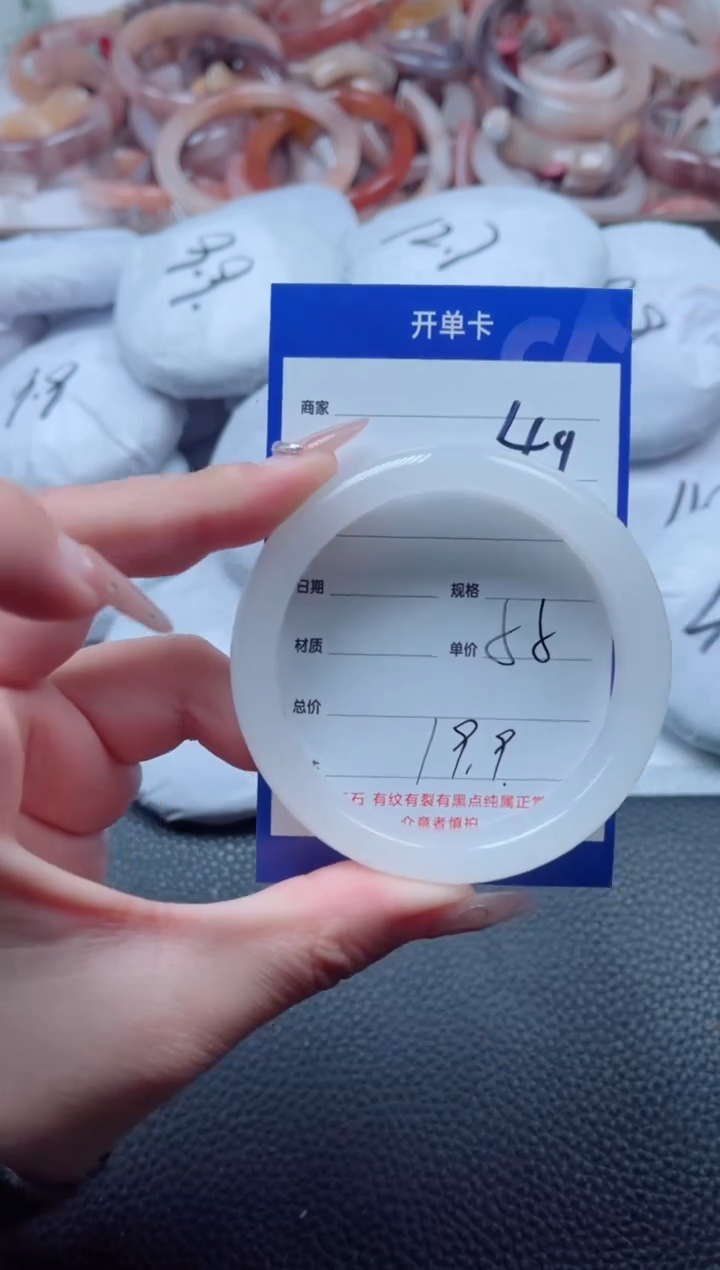 9.9.
12.7
9.9
开单卡
商家
49
日期 规格
材质 单价 88
总价
19.9.
石 有纹有裂有黑点纯属正常
介意者慎拍